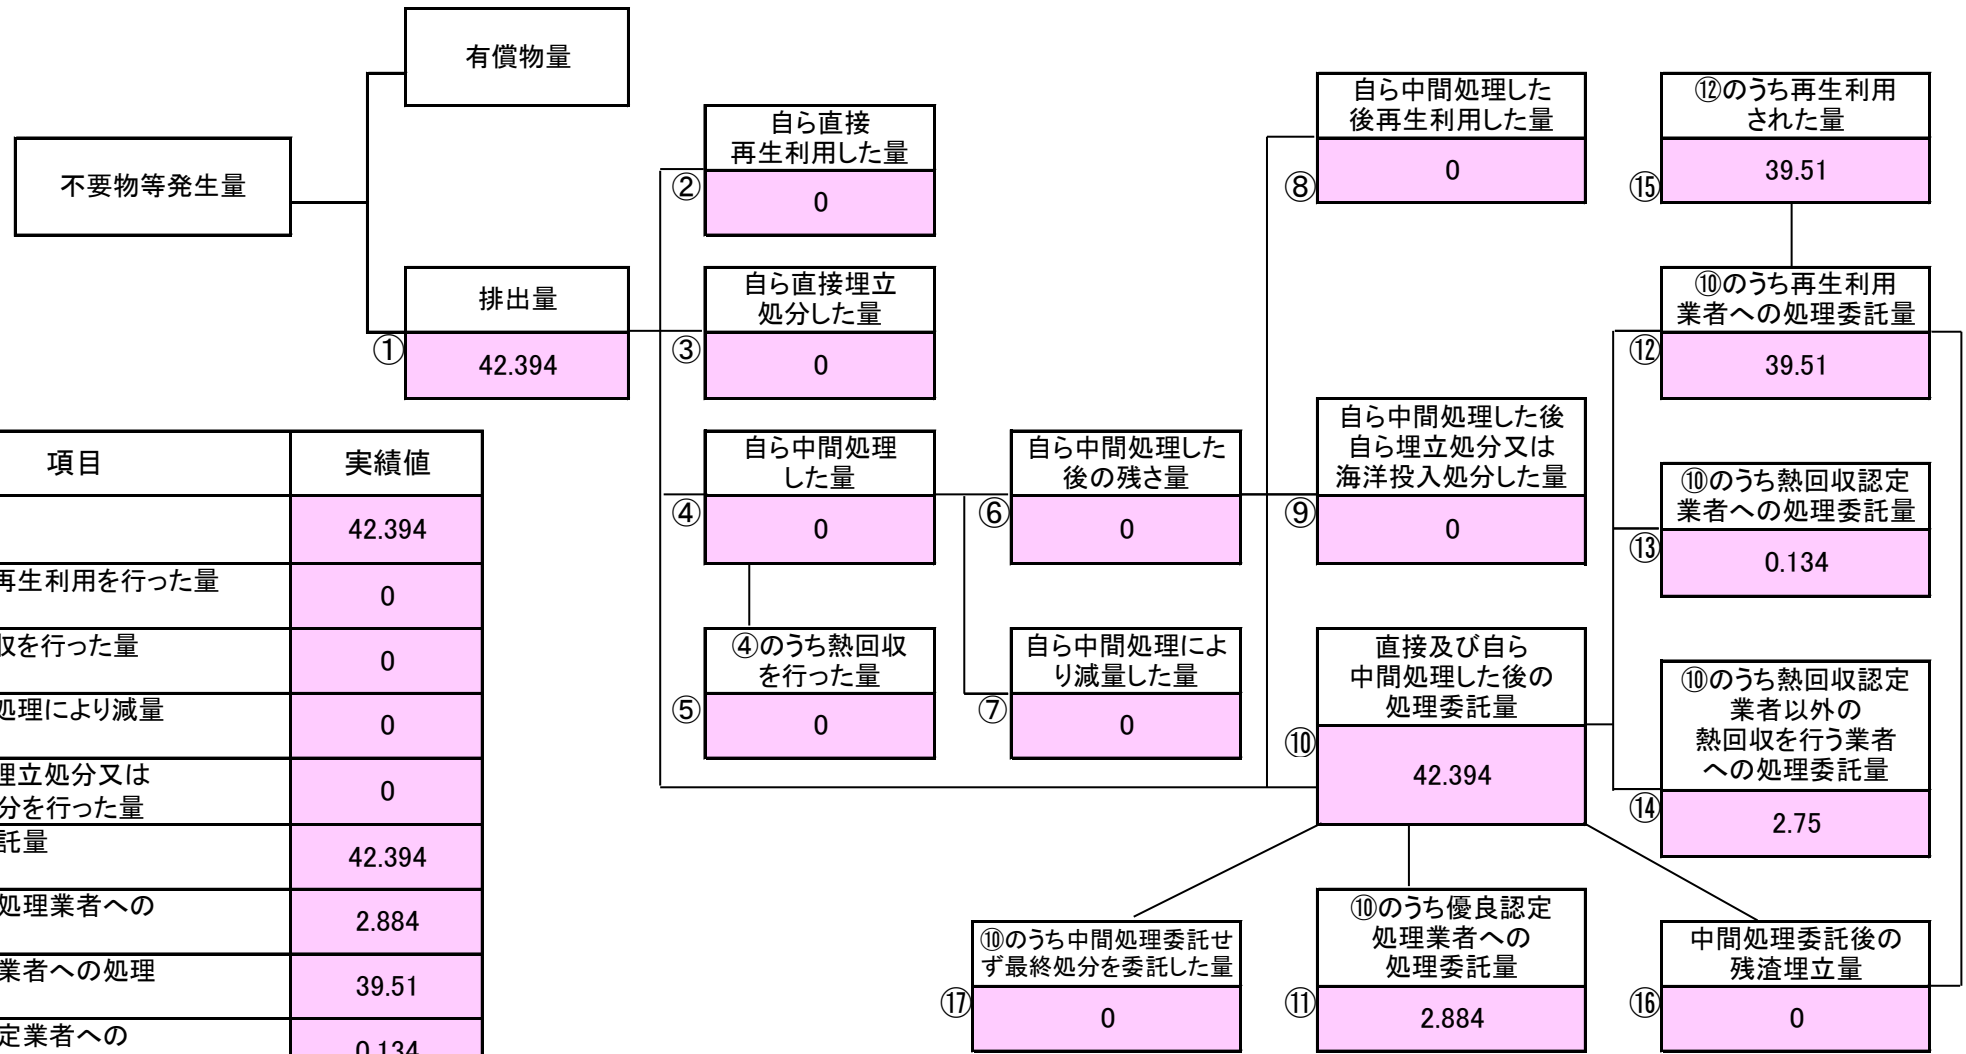 有償物量
不要物等発生量
排出量
①
42.394
自ら直接
再生利用した量
②
0
自ら直接埋立
処分した量
③
0
自ら中間処理
した量
④
0
④のうち熱回収
を行った量
⑤
0
自ら中間処理した
後の残さ量
⑥
0
自ら中間処理によ
り減量した量
⑦
0
自ら中間処理した
後再生利用した量
⑧
0
自ら中間処理した後
自ら埋立処分又は
海洋投入処分した量
⑨
0
直接及び自ら
中間処理した後の
処理委託量
⑩
42.394
⑩のうち優良認定
処理業者への
処理委託量
⑪
2.884
⑩のうち中間処理委託せ
ず最終処分を委託した量
⑰
0
⑫のうち再生利用
された量
⑮
39.51
⑩のうち再生利用
業者への処理委託量
⑫
39.51
⑩のうち熱回収認定
業者への処理委託量
⑬
0.134
⑩のうち熱回収認定
業者以外の
熱回収を行う業者
への処理委託量
⑭
2.75
中間処理委託後の
残渣埋立量
⑯
0
項目 実績値
42.394
再生利用を行った量
0
収を行った量
0
処理により減量
0
埋立処分又は
分を行った量
0
託量
42.394
処理業者への
2.884
業者への処理
39.51
定業者への
0.134